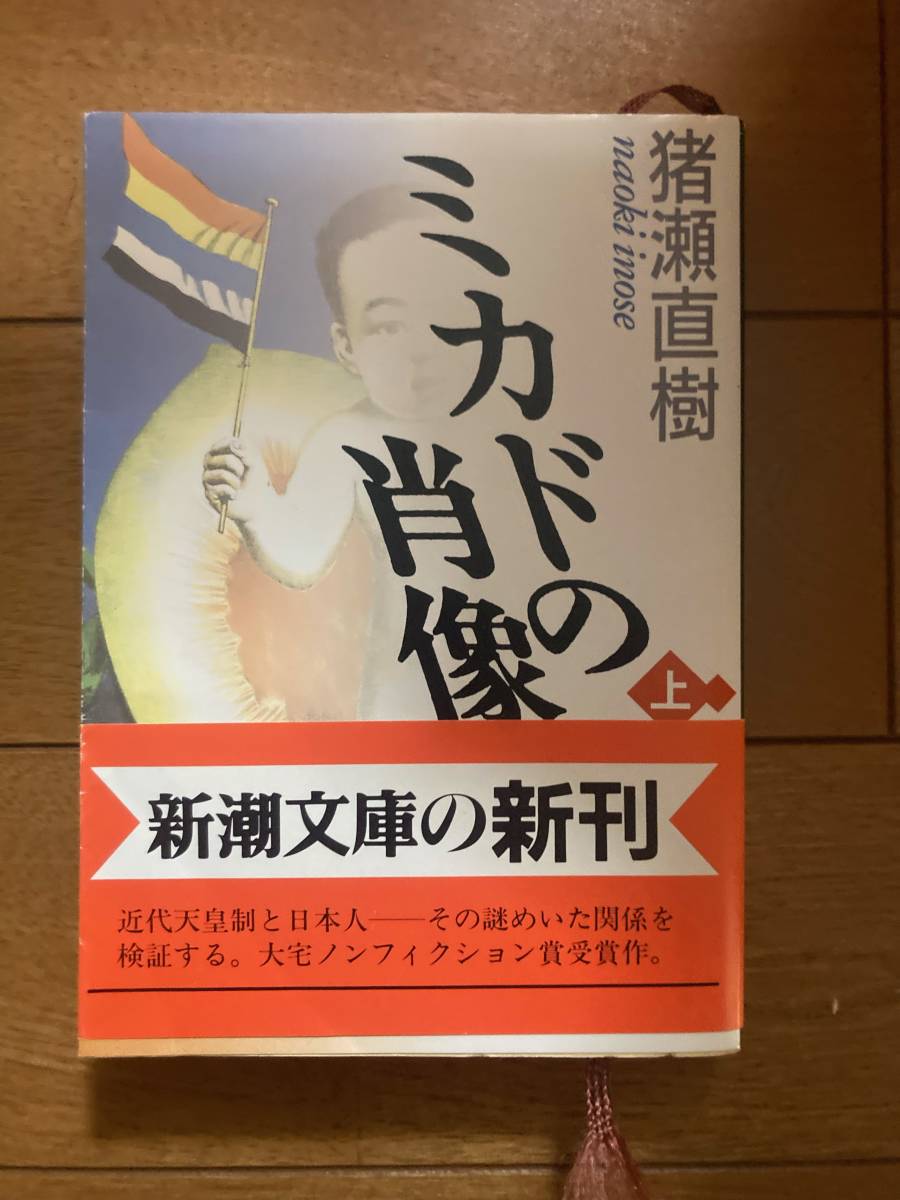 猪瀬直樹
naoki inose
ミカドの
肖像
上
新潮文庫の新刊
近代天皇制と日本人――その謎めいた関係を
検証する。大宅ノンフィクション賞受賞作。